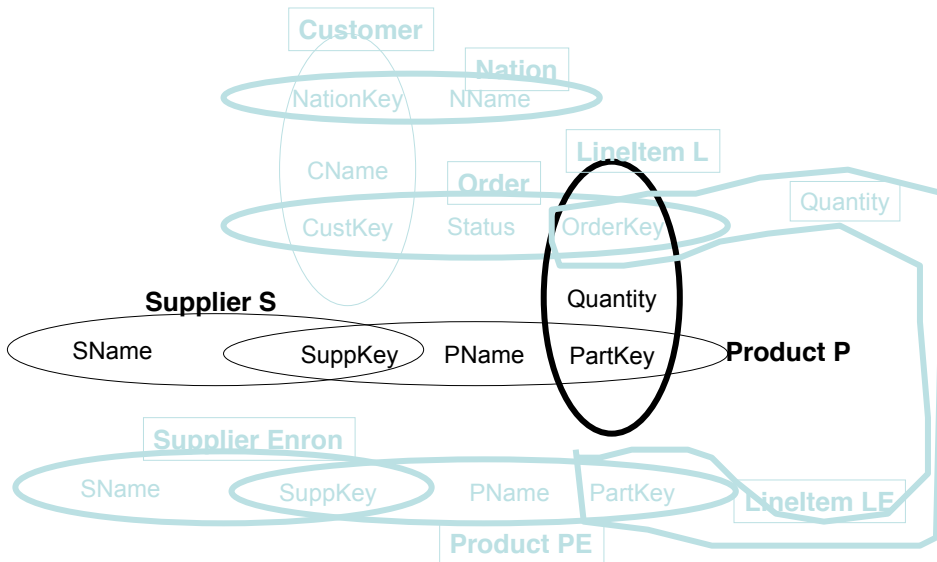 Customer
Nation
NationKey NName
LineItem L
CName
Order
Quantity
CustKey Status OrderKey
Quantity
Supplier S
SName SuppKey PName PartKey Product P
Supplier Enron
SName SuppKey PName PartKey
LineItem LE
Product PE